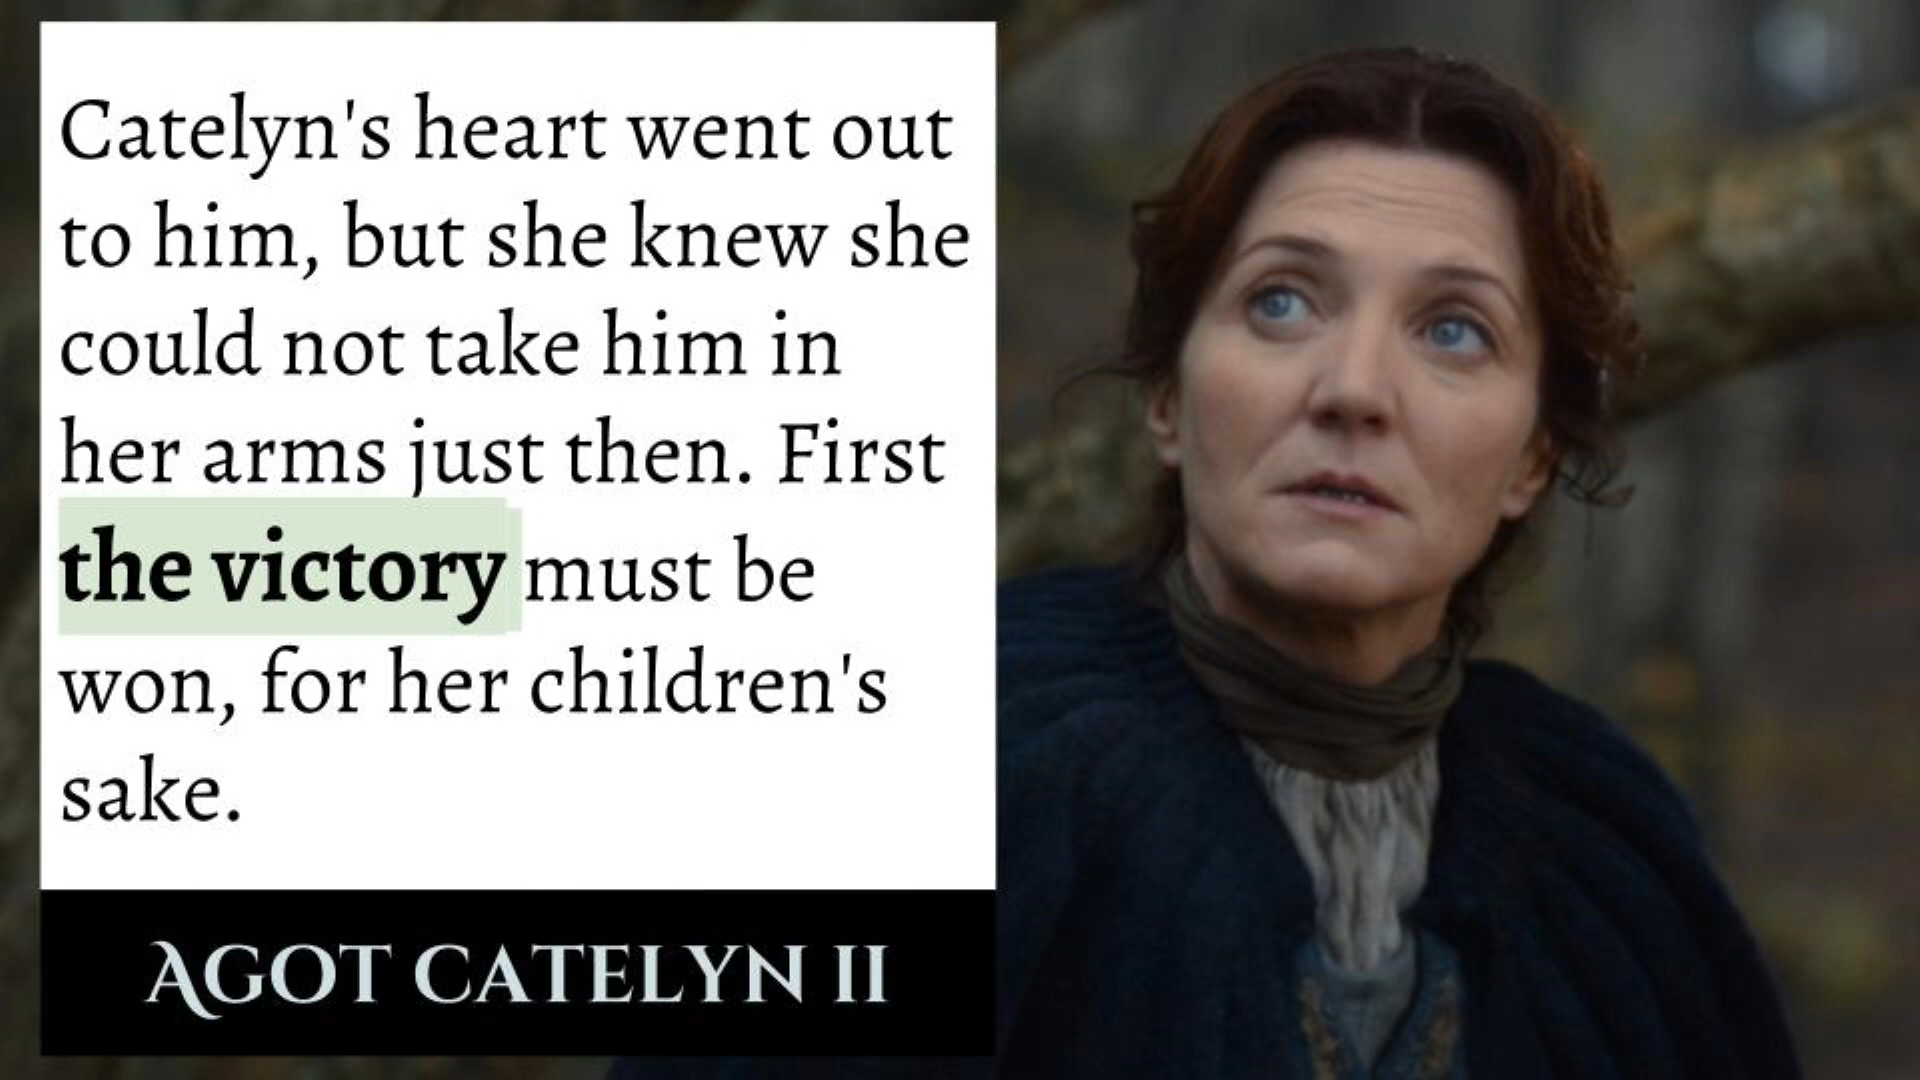 Catelyn's heart went out
to him, but she knew she
could not take him in
her arms just then. First
the victory must be
won, for her children's
sake.
AGOT CATELYN II